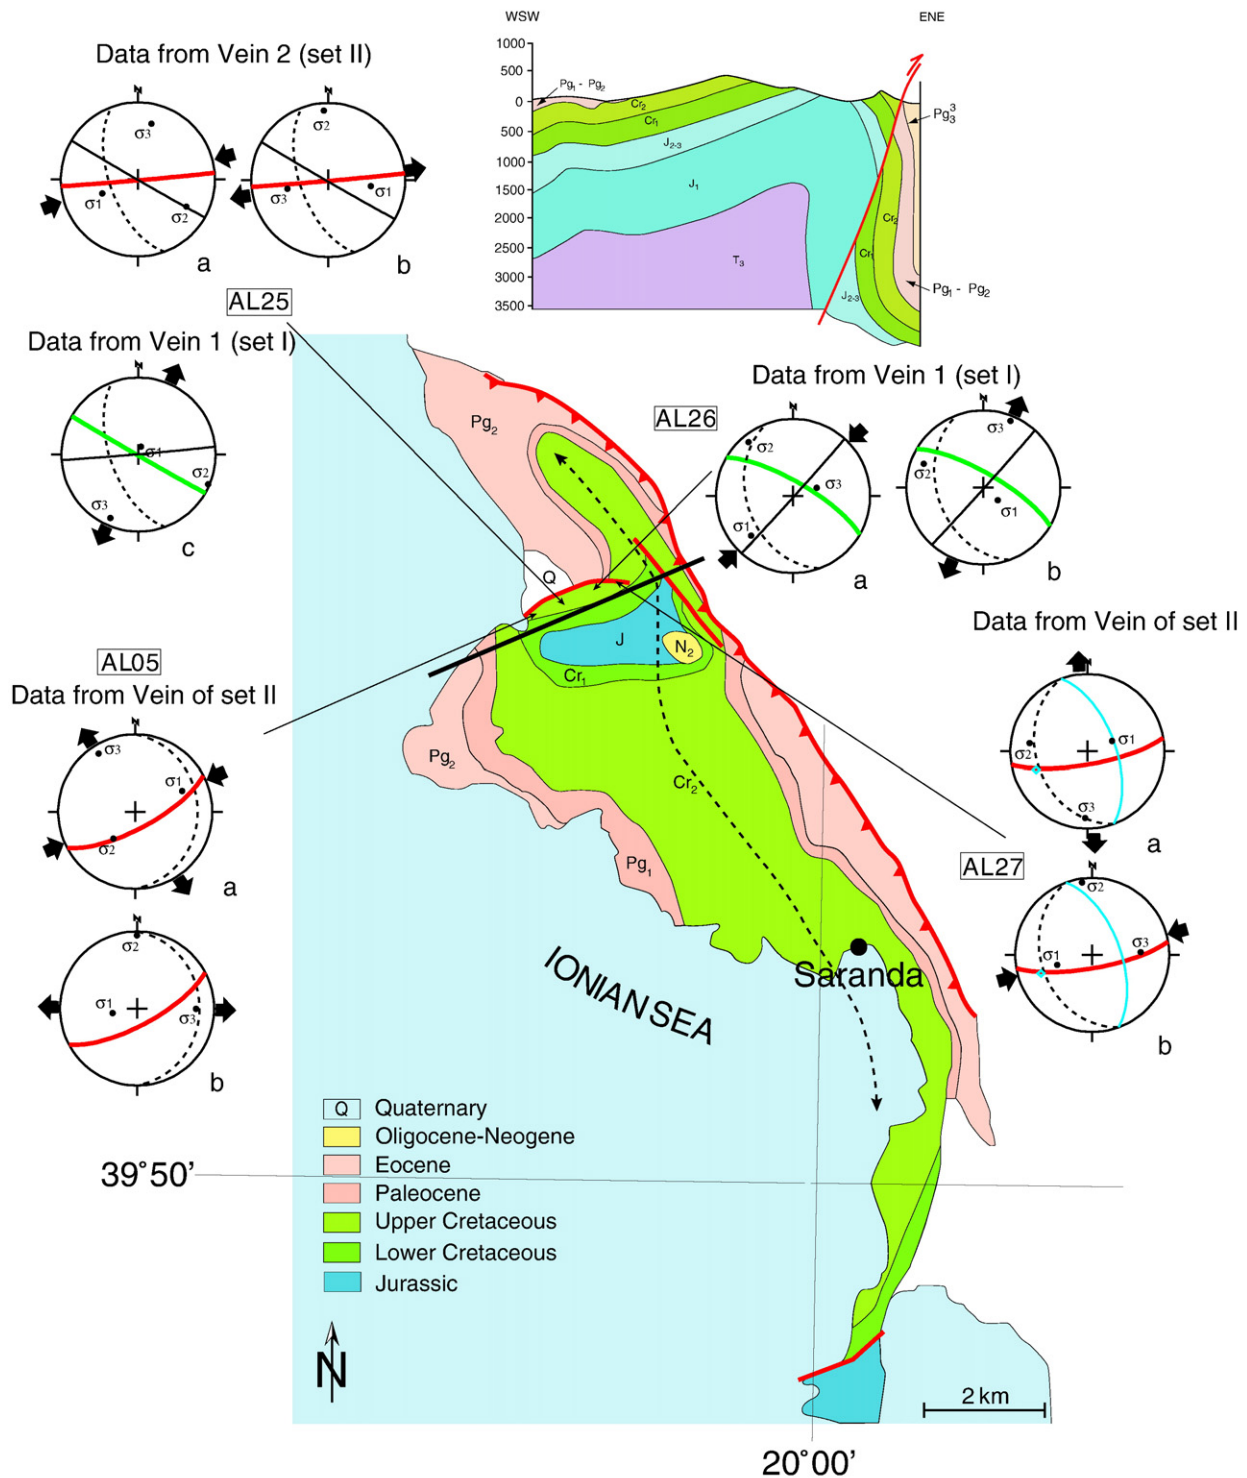 WSW
ENE
1000
500
0
500
1000
1500
2000
2500
3000
3500
Pg₁ - Pg₂
Cr₂
Cr₁
J₂₋₃
J₁
T₃
Cr₂
Cr₁
J₂₋₃
Pg³₃
Pg₁ - Pg₂
Data from Vein 2 (set II)
N
σ₃
σ₁
σ₂
a
N
σ₂
σ₃
σ₁
b
AL25
Data from Vein 1 (set I)
N
σ₁
σ₂
σ₃
c
Data from Vein 1 (set I)
AL26
N
σ₂
σ₃
σ₁
a
N
σ₃
σ₂
σ₁
b
AL05
Data from Vein of set II
N
σ₃
σ₁
σ₂
a
N
σ₂
σ₁
σ₃
b
Data from Vein of set II
N
σ₂
σ₁
σ₃
a
AL27
N
σ₂
σ₁
σ₃
b
Pg₂
Q
J
N₂
Cr₁
Pg₂
Cr₂
Pg₁
Saranda
IONIAN SEA
Q Quaternary
Oligocene-Neogene
Eocene
Paleocene
Upper Cretaceous
Lower Cretaceous
Jurassic
39°50'
N
2 km
20°00'